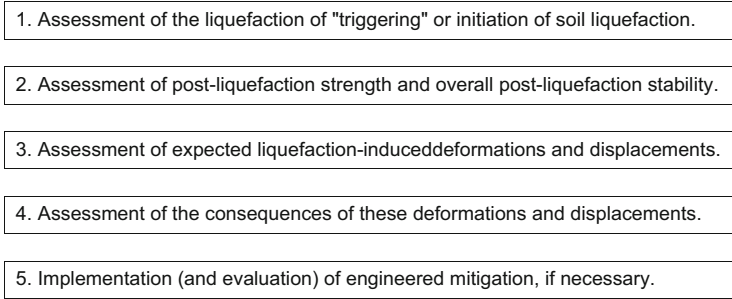 1. Assessment of the liquefaction of "triggering" or initiation of soil liquefaction.
2. Assessment of post-liquefaction strength and overall post-liquefaction stability.
3. Assessment of expected liquefaction-induceddeformations and displacements.
4. Assessment of the consequences of these deformations and displacements.
5. Implementation (and evaluation) of engineered mitigation, if necessary.